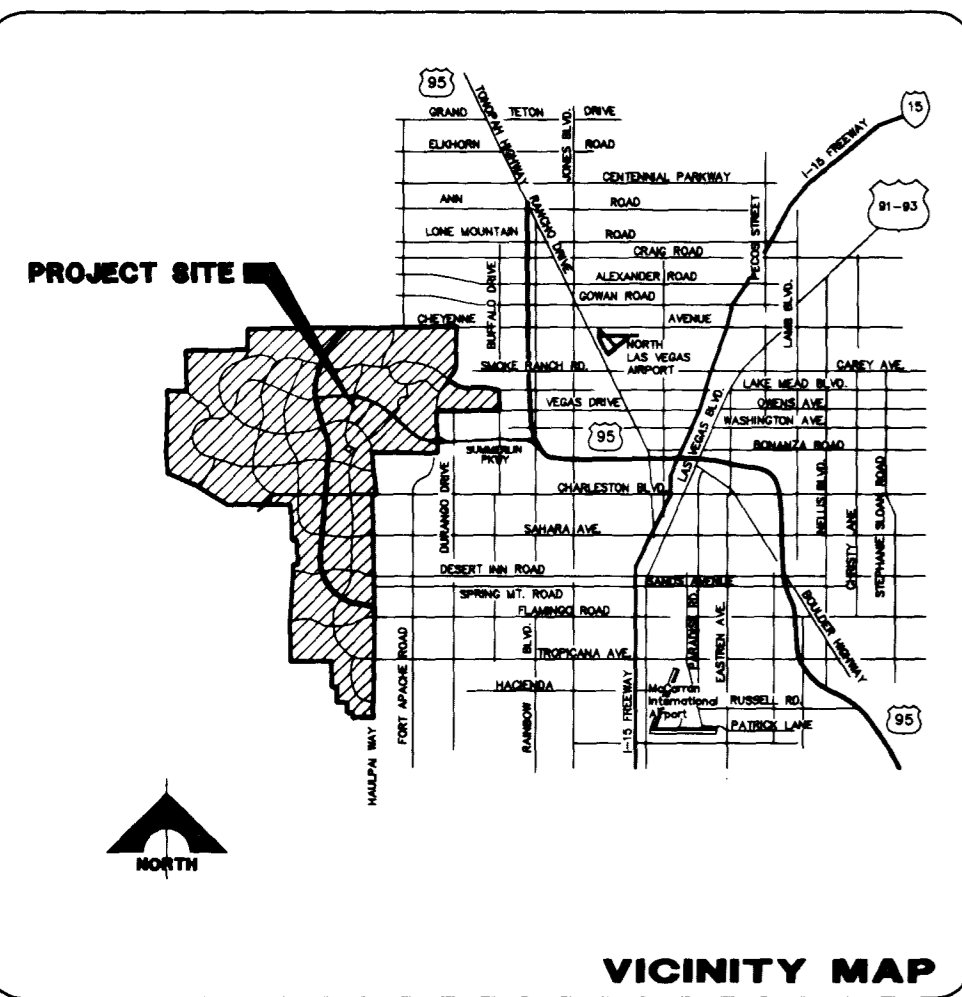 95
TONOPAH HIGHWAY
GRAND TETON DRIVE
ELKHORN ROAD
JONES BLVD.
15
I-15 FREEWAY
CENTENNIAL PARKWAY
ANN ROAD
RANCHO DRIVE
PECOS STREET
91-93
LONE MOUNTAIN ROAD
CRAIG ROAD
PROJECT SITE
BUFFALO DRIVE
ALEXANDER ROAD
GOWAN ROAD
LAMB BLVD.
CHEYENNE AVENUE
NORTH
LAS VEGAS
AIRPORT
SMOKE RANCH RD.
CAREY AVE.
LAKE MEAD BLVD.
VEGAS DRIVE
OWENS AVE.
WASHINGTON AVE.
95
BONANZA ROAD
SUMMERLIN
PKWY
LAS VEGAS BLVD.
DURANGO DRIVE
CHARLESTON BLVD.
NELLIS BLVD.
CHRISTY LANE
STEPHANIE SLOAN ROAD
SAHARA AVE.
DESERT INN ROAD
SANDS AVENUE
SPRING MT. ROAD
FLAMINGO ROAD
BOULDER HIGHWAY
FORT APACHE ROAD
RAINBOW BLVD.
TROPICANA AVE.
PARADISE RD.
EASTREN AVE.
HACIENDA
McCarran
International
Airport
RUSSELL RD.
PATRICK LANE
95
I-15 FREEWAY
HAULPAI WAY
NORTH
VICINITY MAP